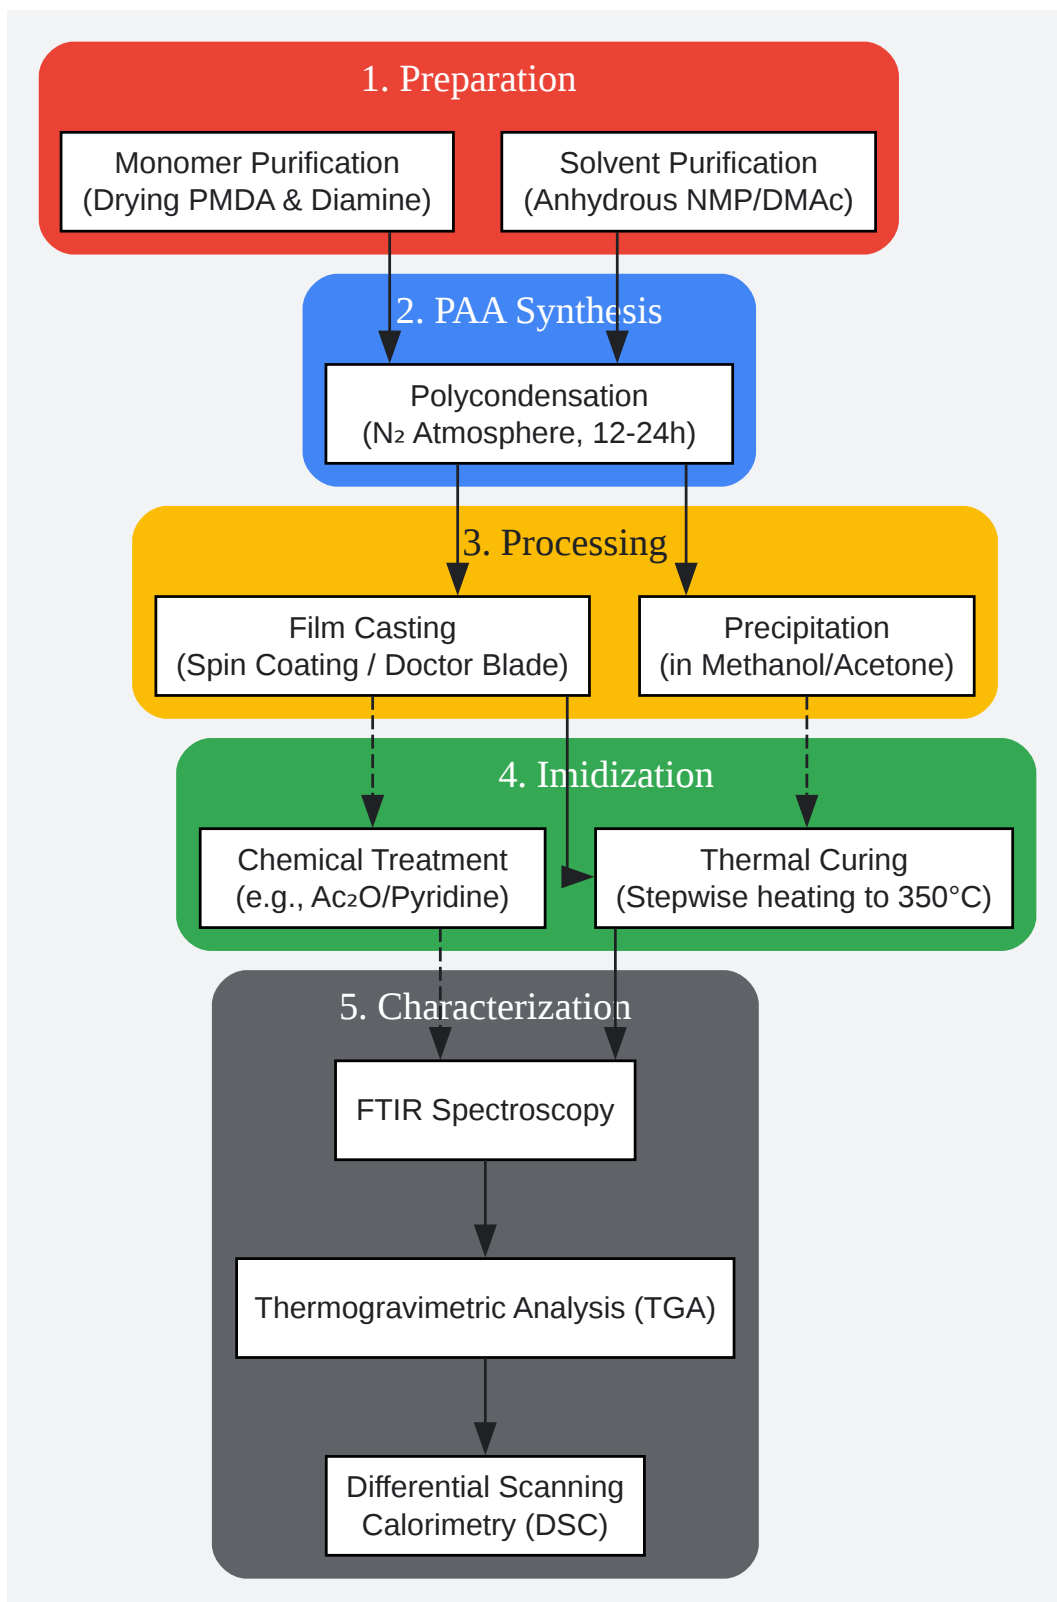 1. Preparation
Monomer Purification
(Drying PMDA & Diamine)
Solvent Purification
(Anhydrous NMP/DMAc)
2. PAA Synthesis
Polycondensation
(N₂ Atmosphere, 12-24h)
3. Processing
Film Casting
(Spin Coating / Doctor Blade)
Precipitation
(in Methanol/Acetone)
4. Imidization
Chemical Treatment
(e.g., Ac₂O/Pyridine)
Thermal Curing
(Stepwise heating to 350°C)
5. Characterization
FTIR Spectroscopy
Thermogravimetric Analysis (TGA)
Differential Scanning
Calorimetry (DSC)